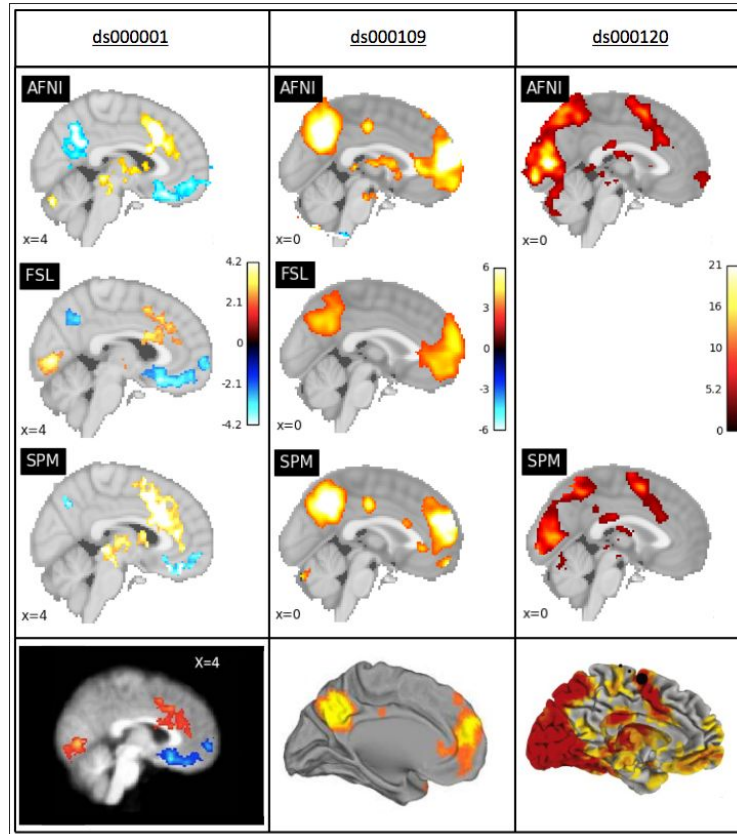 ds000001 ds000109 ds000120
AFNI AFNI AFNI
x=4 x=0 x=0
FSL FSL
4.2
2.1
0
-2.1
-4.2
6
3
0
-3
-6
21
16
10
5.2
0
x=4 x=0
SPM SPM SPM
x=4 x=0 x=0
X=4